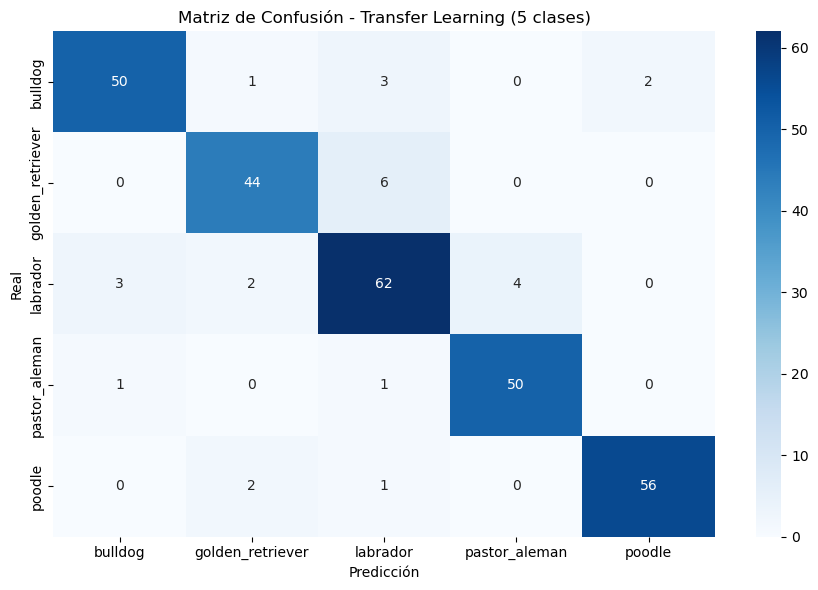 Matriz de Confusión - Transfer Learning (5 clases)
Real
bulldog 50 1 3 0 2
golden_retriever 0 44 6 0 0
labrador 3 2 62 4 0
pastor_aleman 1 0 1 50 0
poodle 0 2 1 0 56
bulldog golden_retriever labrador pastor_aleman poodle
Predicción
60
50
40
30
20
10
0